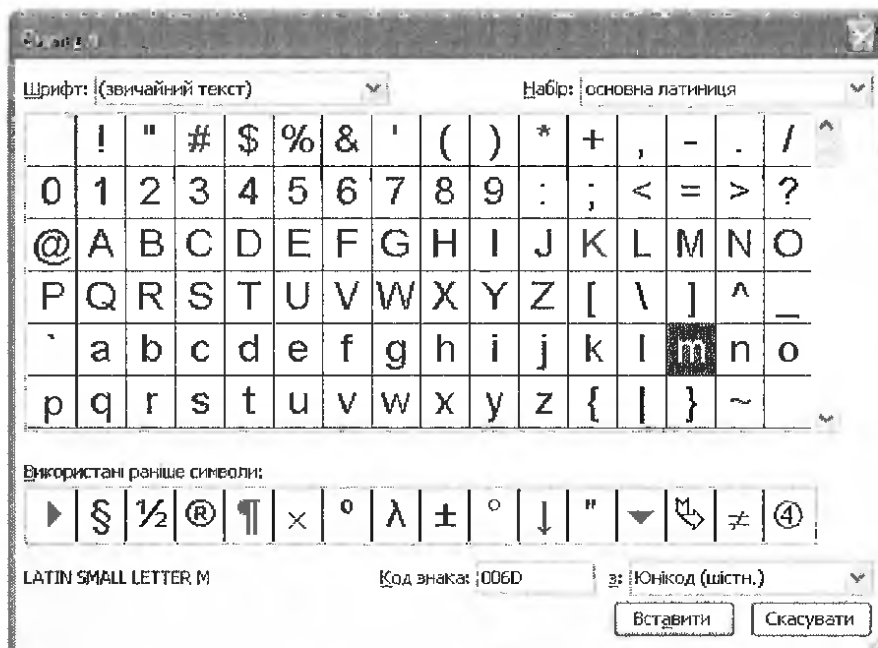 Шрифт: (звичайний текст) Набір: основна латиниця
! " # $ % & ' ( ) * + , - . /
0 1 2 3 4 5 6 7 8 9 : ; < = > ?
@ A B C D E F G H I J K L M N O
P Q R S T U V W X Y Z [ \ ] ^ _
` a b c d e f g h i j k l m n o
p q r s t u v w x y z { | } ~
Використані раніше символи:
§ ½ ® ¶ × º λ ± ° ↓ " ≠ ④
LATIN SMALL LETTER M Код знака: 006D з: Юнікод (шістн.)
Вставити Скасувати